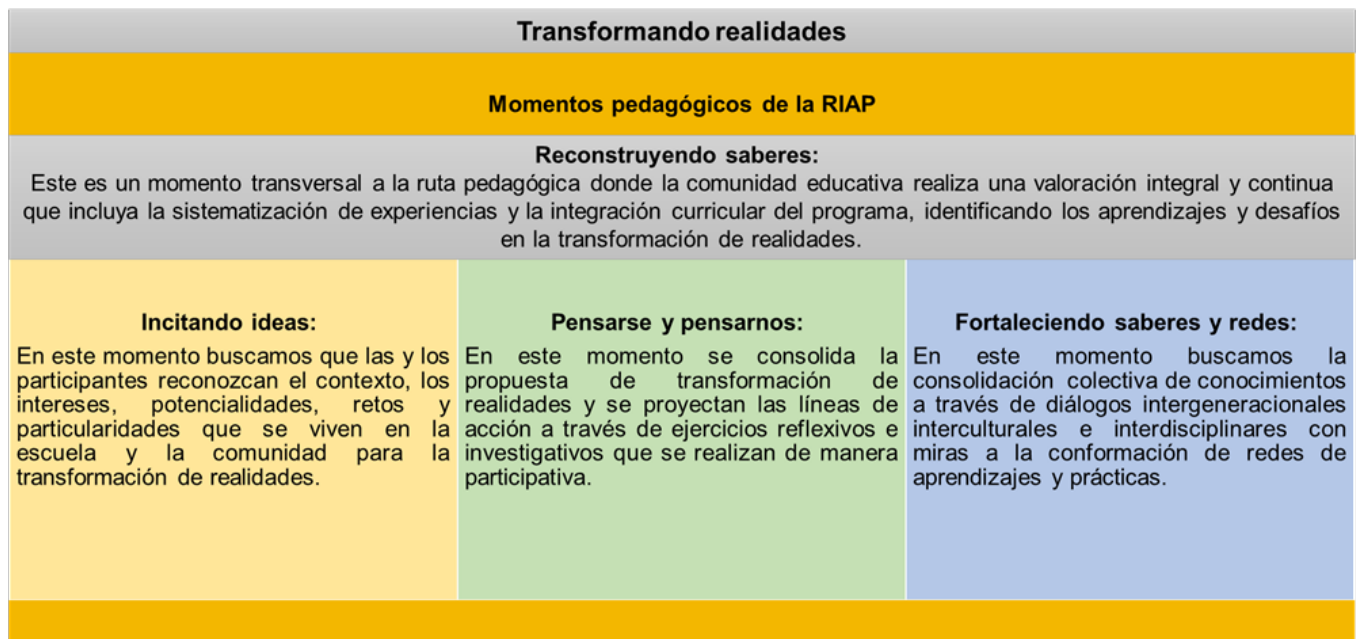 Transformando realidades
Momentos pedagógicos de la RIAP
Reconstruyendo saberes:
Este es un momento transversal a la ruta pedagógica donde la comunidad educativa realiza una valoración integral y continua
que incluya la sistematización de experiencias y la integración curricular del programa, identificando los aprendizajes y desafíos
en la transformación de realidades.
Incitando ideas:
En este momento buscamos que las y los
participantes reconozcan el contexto, los
intereses, potencialidades, retos y
particularidades que se viven en la
escuela y la comunidad para la
transformación de realidades.
Pensarse y pensarnos:
En este momento se consolida la
propuesta de transformación de
realidades y se proyectan las líneas de
acción a través de ejercicios reflexivos e
investigativos que se realizan de manera
participativa.
Fortaleciendo saberes y redes:
En este momento buscamos la
consolidación colectiva de conocimientos
a través de diálogos intergeneracionales
interculturales e interdisciplinares con
miras a la conformación de redes de
aprendizajes y prácticas.